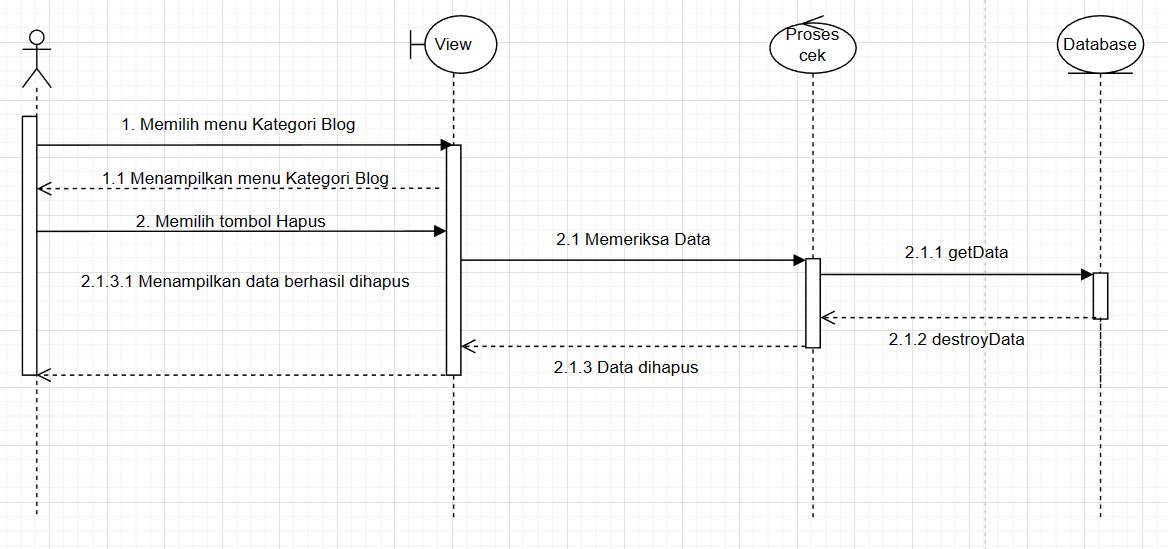 View
Proses
cek
Database
1. Memilih menu Kategori Blog
1.1 Menampilkan menu Kategori Blog
2. Memilih tombol Hapus
2.1 Memeriksa Data
2.1.1 getData
2.1.3.1 Menampilkan data berhasil dihapus
2.1.2 destroyData
2.1.3 Data dihapus